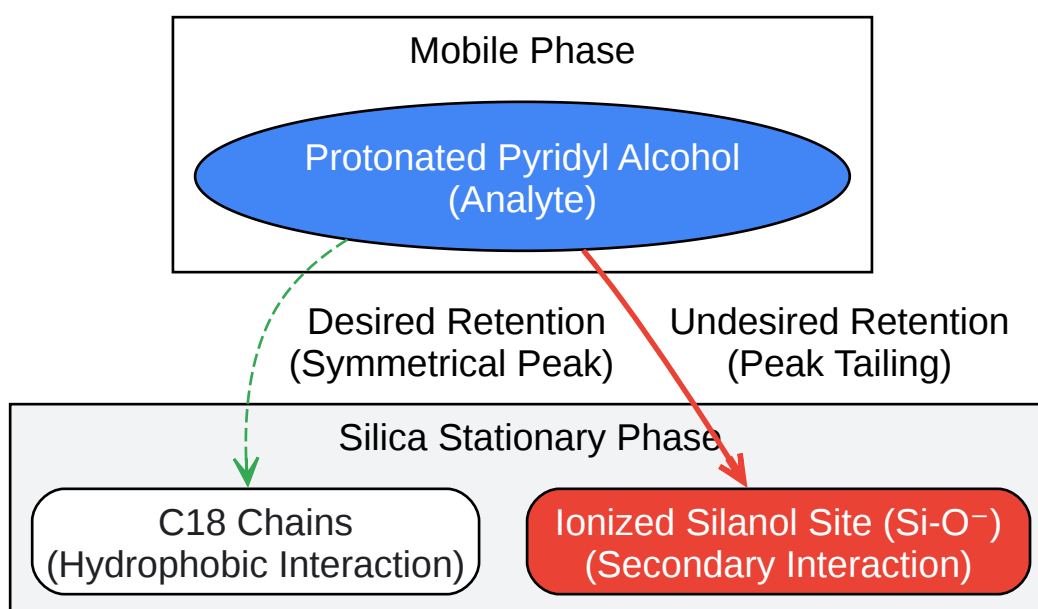 Mobile Phase
Protonated Pyridyl Alcohol
(Analyte)
Desired Retention
(Symmetrical Peak)
Undesired Retention
(Peak Tailing)
Silica Stationary Phase
C18 Chains
(Hydrophobic Interaction)
Ionized Silanol Site (Si-O⁻)
(Secondary Interaction)